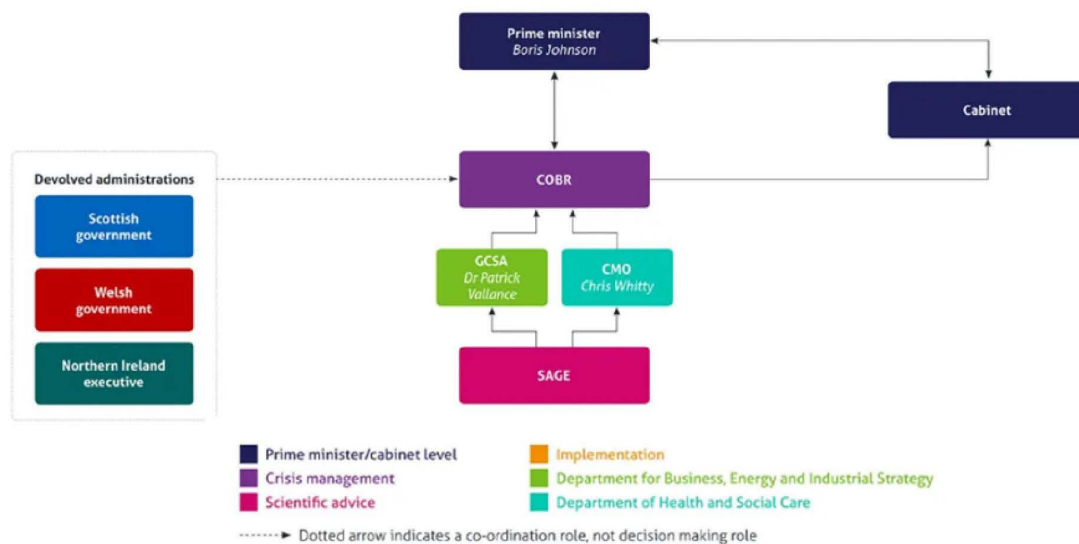 Prime minister
Boris Johnson
Cabinet
COBR
Devolved administrations
Scottish
government
Welsh
government
Northern Ireland
executive
GCSA
Dr Patrick
Vallance
CMO
Chris Whitty
SAGE
Prime minister/cabinet level
Crisis management
Scientific advice
Implementation
Department for Business, Energy and Industrial Strategy
Department of Health and Social Care
Dotted arrow indicates a co-ordination role, not decision making role